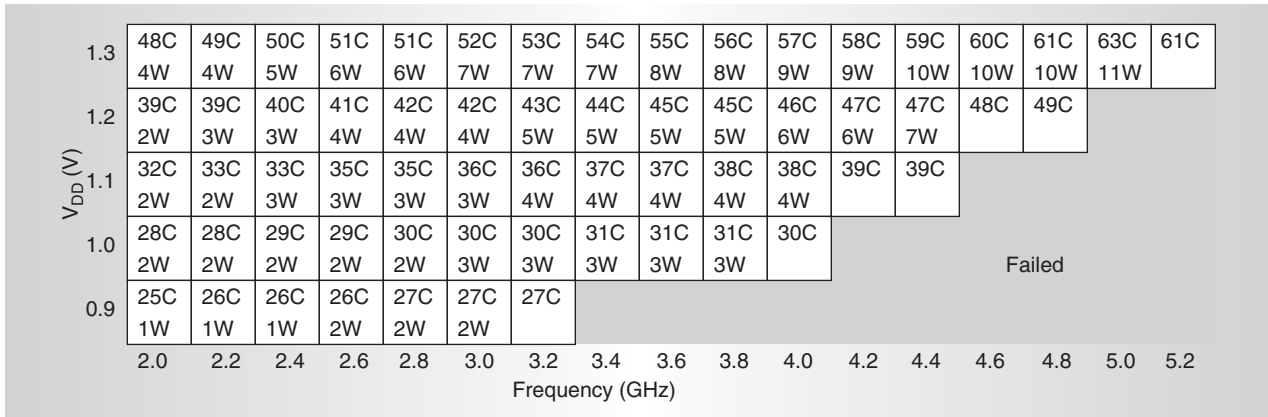 48C 49C 50C 51C 51C 52C 53C 54C 55C 56C 57C 58C 59C 60C 61C 63C 61C
1.3
4W 4W 5W 6W 6W 7W 7W 7W 8W 8W 9W 9W 10W 10W 10W 11W
39C 39C 40C 41C 42C 42C 43C 44C 45C 45C 46C 47C 47C 48C 49C
1.2
2W 3W 3W 4W 4W 4W 5W 5W 5W 5W 6W 6W 7W
VDD (V)
32C 33C 33C 35C 35C 36C 36C 37C 37C 38C 38C 39C 39C
1.1
2W 2W 3W 3W 3W 3W 4W 4W 4W 4W 4W
28C 28C 29C 29C 30C 30C 30C 31C 31C 31C 30C
1.0
2W 2W 2W 2W 2W 3W 3W 3W 3W 3W
Failed
25C 26C 26C 26C 27C 27C 27C
0.9
1W 1W 1W 2W 2W 2W
2.0 2.2 2.4 2.6 2.8 3.0 3.2 3.4 3.6 3.8 4.0 4.2 4.4 4.6 4.8 5.0 5.2
Frequency (GHz)